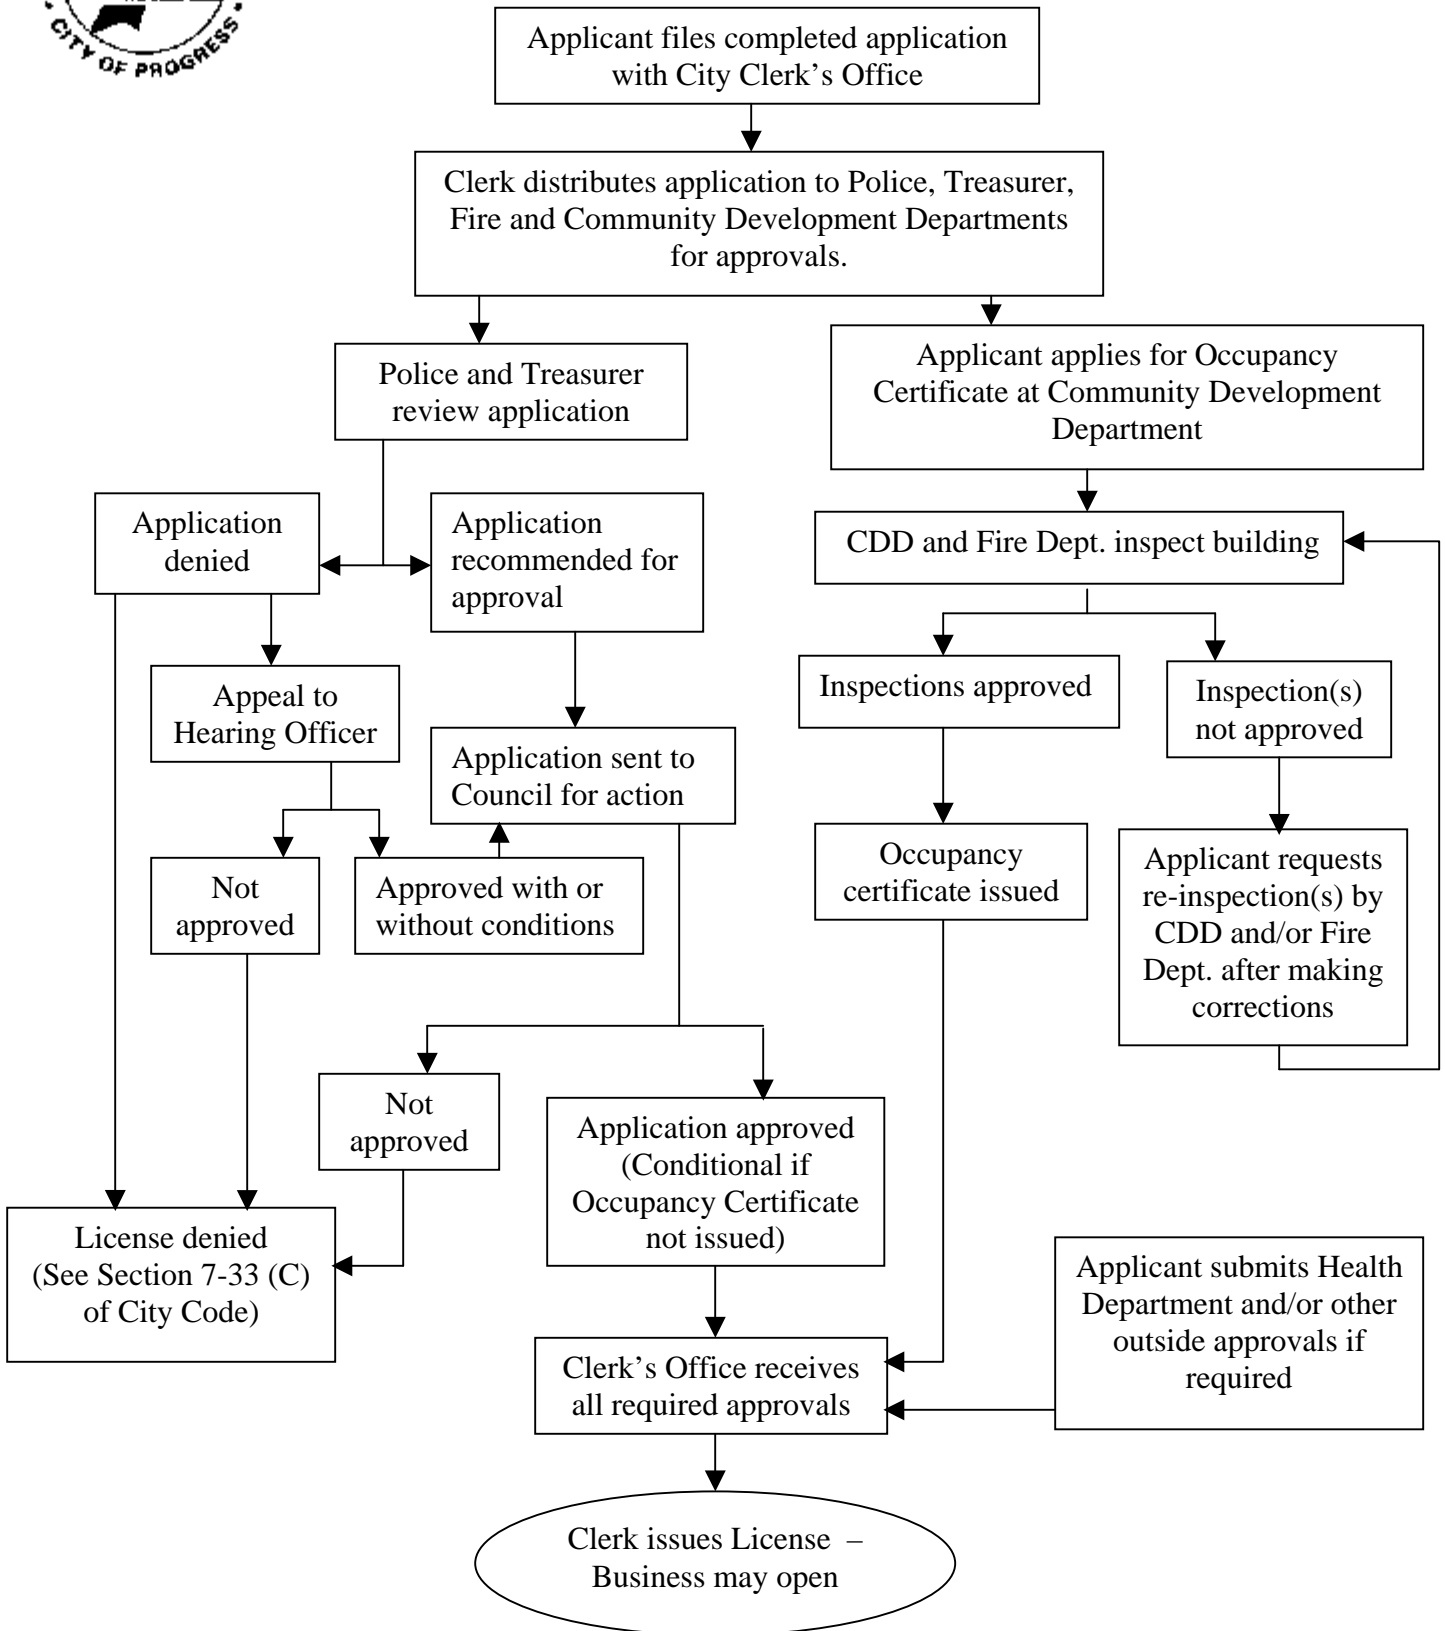 CITY OF PROGRESS
Applicant files completed application
with City Clerk’s Office
Clerk distributes application to Police, Treasurer,
Fire and Community Development Departments
for approvals.
Police and Treasurer
review application
Applicant applies for Occupancy
Certificate at Community Development
Department
Application
denied
Application
recommended for
approval
CDD and Fire Dept. inspect building
Appeal to
Hearing Officer
Application sent to
Council for action
Inspections approved
Inspection(s)
not approved
Not
approved
Approved with or
without conditions
Occupancy
certificate issued
Applicant requests
re-inspection(s) by
CDD and/or Fire
Dept. after making
corrections
Not
approved
Application approved
(Conditional if
Occupancy Certificate
not issued)
License denied
(See Section 7-33 (C)
of City Code)
Applicant submits Health
Department and/or other
outside approvals if
required
Clerk’s Office receives
all required approvals
Clerk issues License –
Business may open